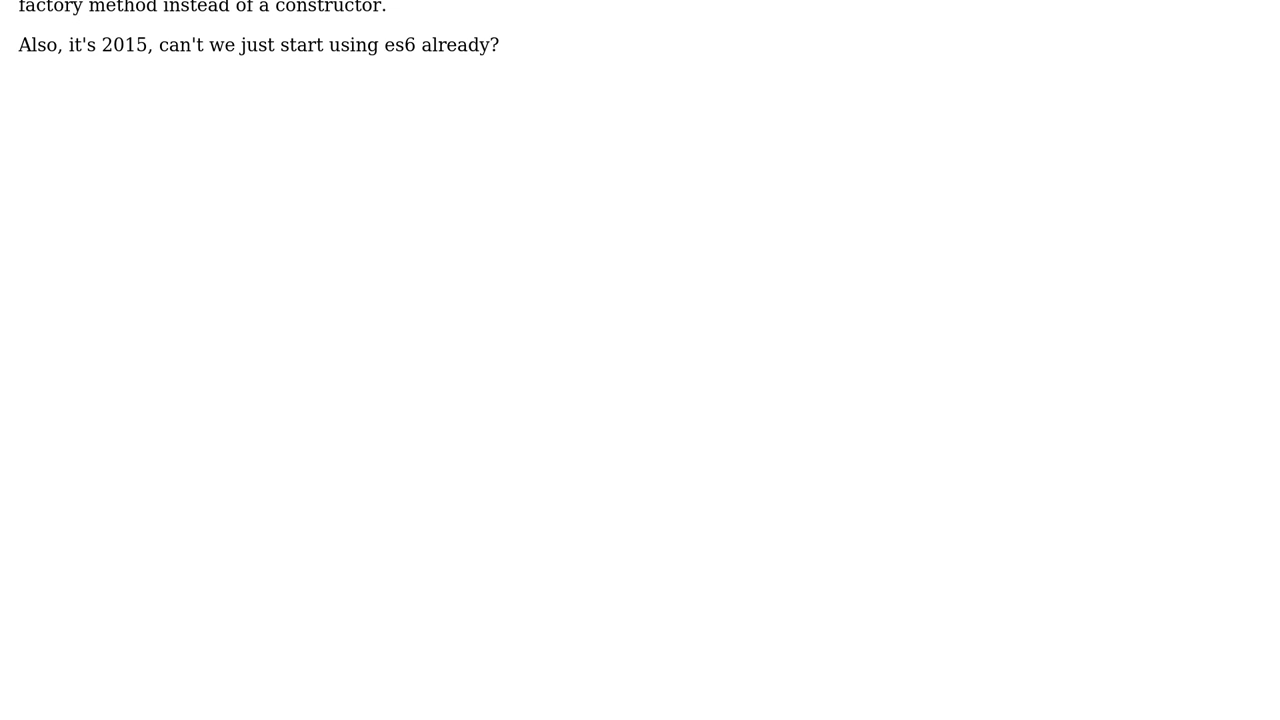 factory method instead of a constructor.
Also, it's 2015, can't we just start using es6 already?